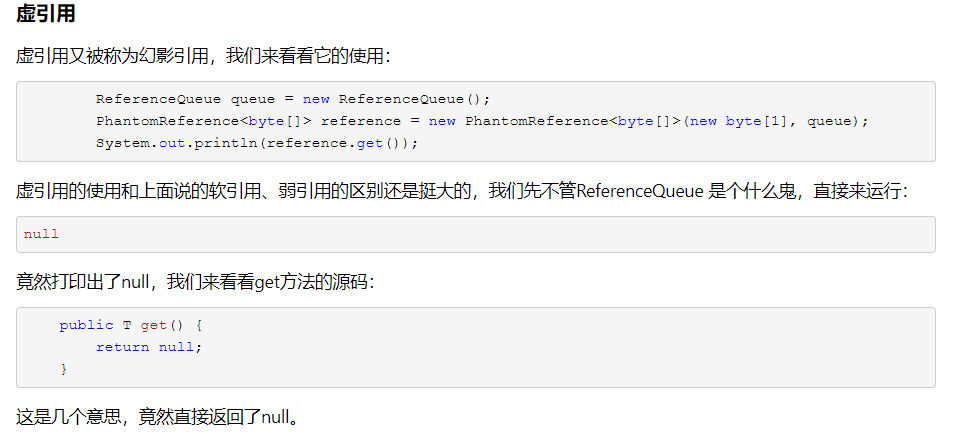 虚引用
虚引用又被称为幻影引用，我们来看看它的使用：
ReferenceQueue queue = new ReferenceQueue();
PhantomReference<byte[]> reference = new PhantomReference<byte[]>(new byte[1], queue);
System.out.println(reference.get());
虚引用的使用和上面说的软引用、弱引用的区别还是挺大的，我们先不管ReferenceQueue 是个什么鬼，直接来运行：
null
竟然打印出了null，我们来看看get方法的源码：
public T get() {
return null;
}
这是几个意思，竟然直接返回了null。